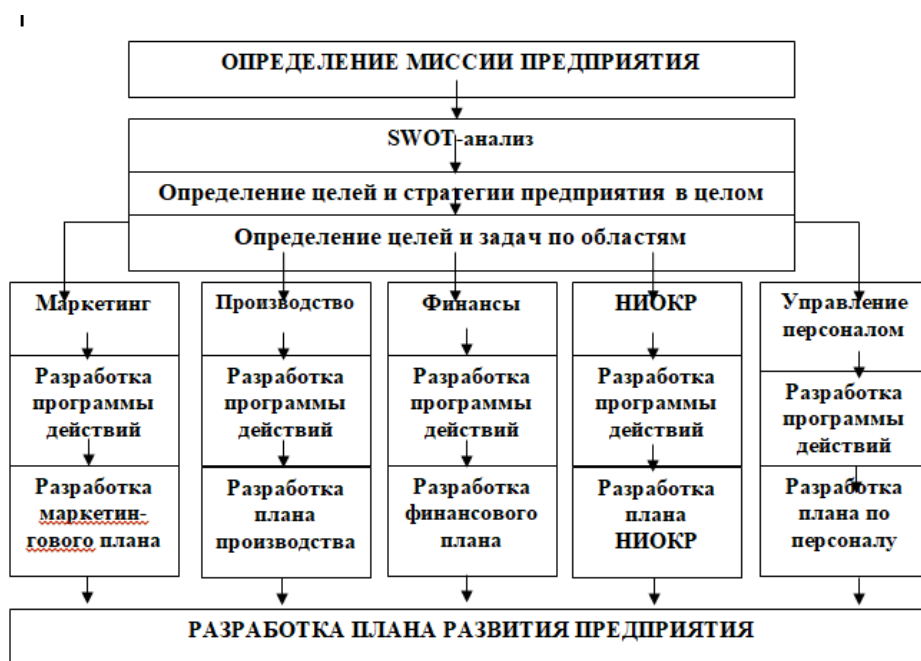 ОПРЕДЕЛЕНИЕ МИССИИ ПРЕДПРИЯТИЯ
SWOT-анализ
Определение целей и стратегии предприятия в целом
Определение целей и задач по областям
Маркетинг
Разработка
программы
действий
Разработка
маркетин-
гового плана
Производство
Разработка
программы
действий
Разработка
плана
производства
Финансы
Разработка
программы
действий
Разработка
финансового
плана
НИОКР
Разработка
программы
действий
Разработка
плана
НИОКР
Управление
персоналом
Разработка
программы
действий
Разработка
плана по
персоналу
РАЗРАБОТКА ПЛАНА РАЗВИТИЯ ПРЕДПРИЯТИЯ